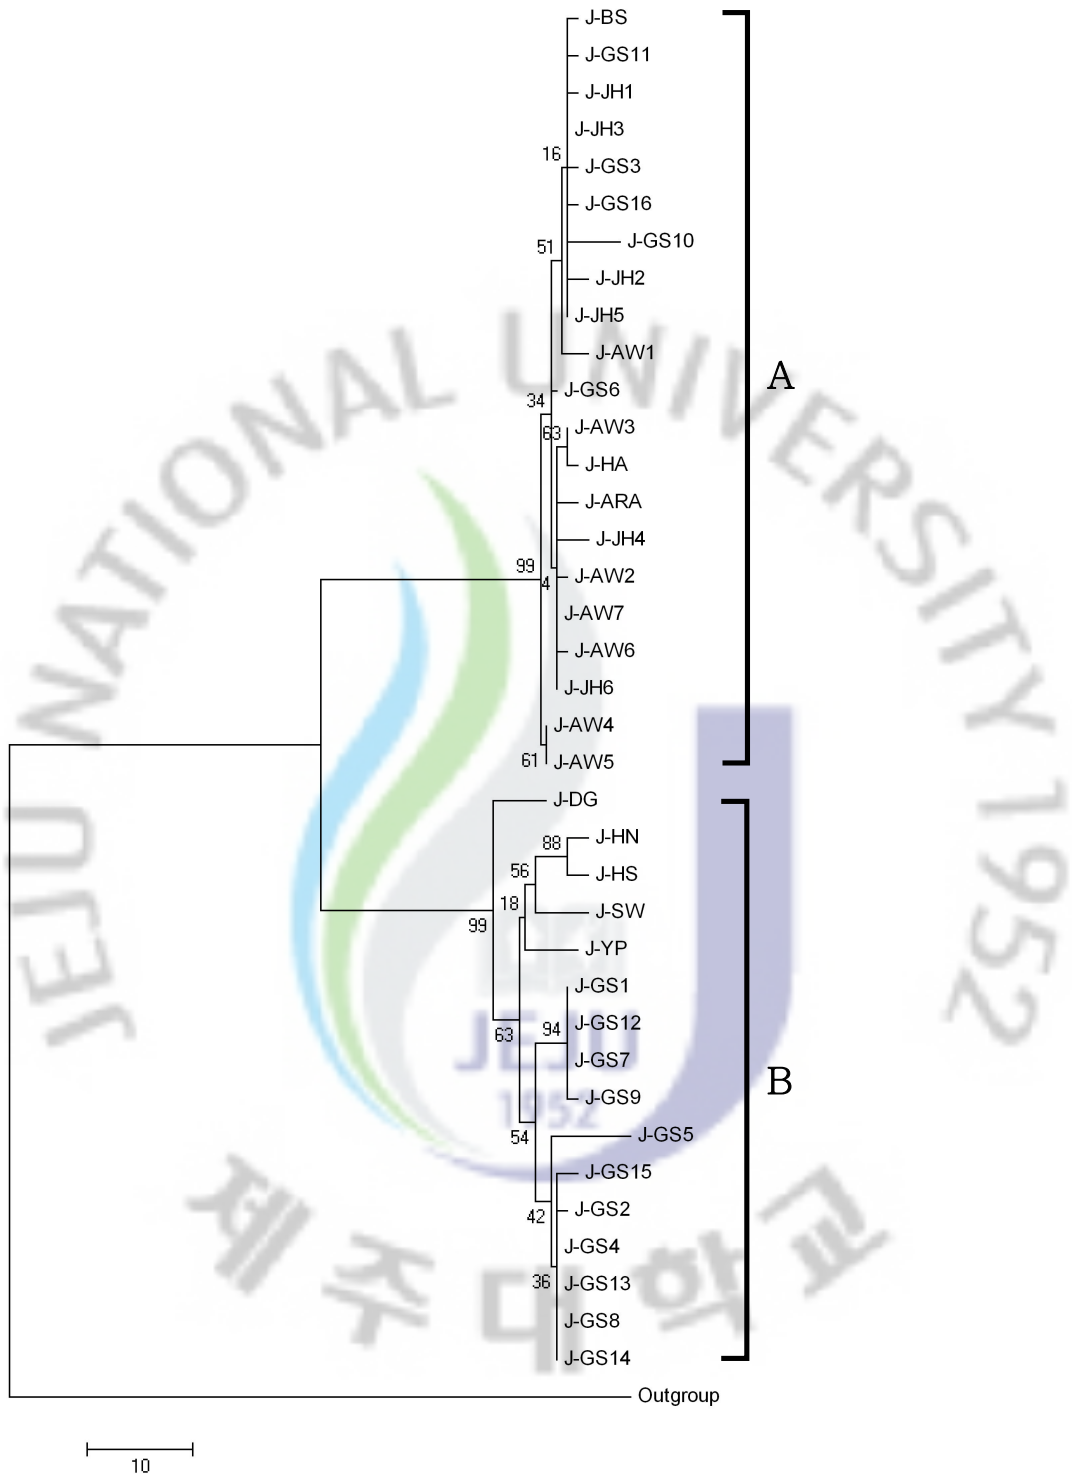 J-BS
J-GS11
J-JH1
J-JH3
16
J-GS3
J-GS16
J-GS10
51
J-JH2
J-JH5
J-AW1
A
J-GS6
34
J-AW3
63
J-HA
J-ARA
J-JH4
99
J-AW2
4
J-AW7
J-AW6
J-JH6
J-AW4
61
J-AW5
J-DG
J-HN
88
J-HS
56
18
J-SW
99
J-YP
J-GS1
J-GS12
94
63
J-GS7
B
J-GS9
54
J-GS5
J-GS15
J-GS2
42
J-GS4
36
J-GS13
J-GS8
J-GS14
Outgroup
10
JEJU NATIONAL UNIVERSITY 1952
JEJU
1952
제주대학교